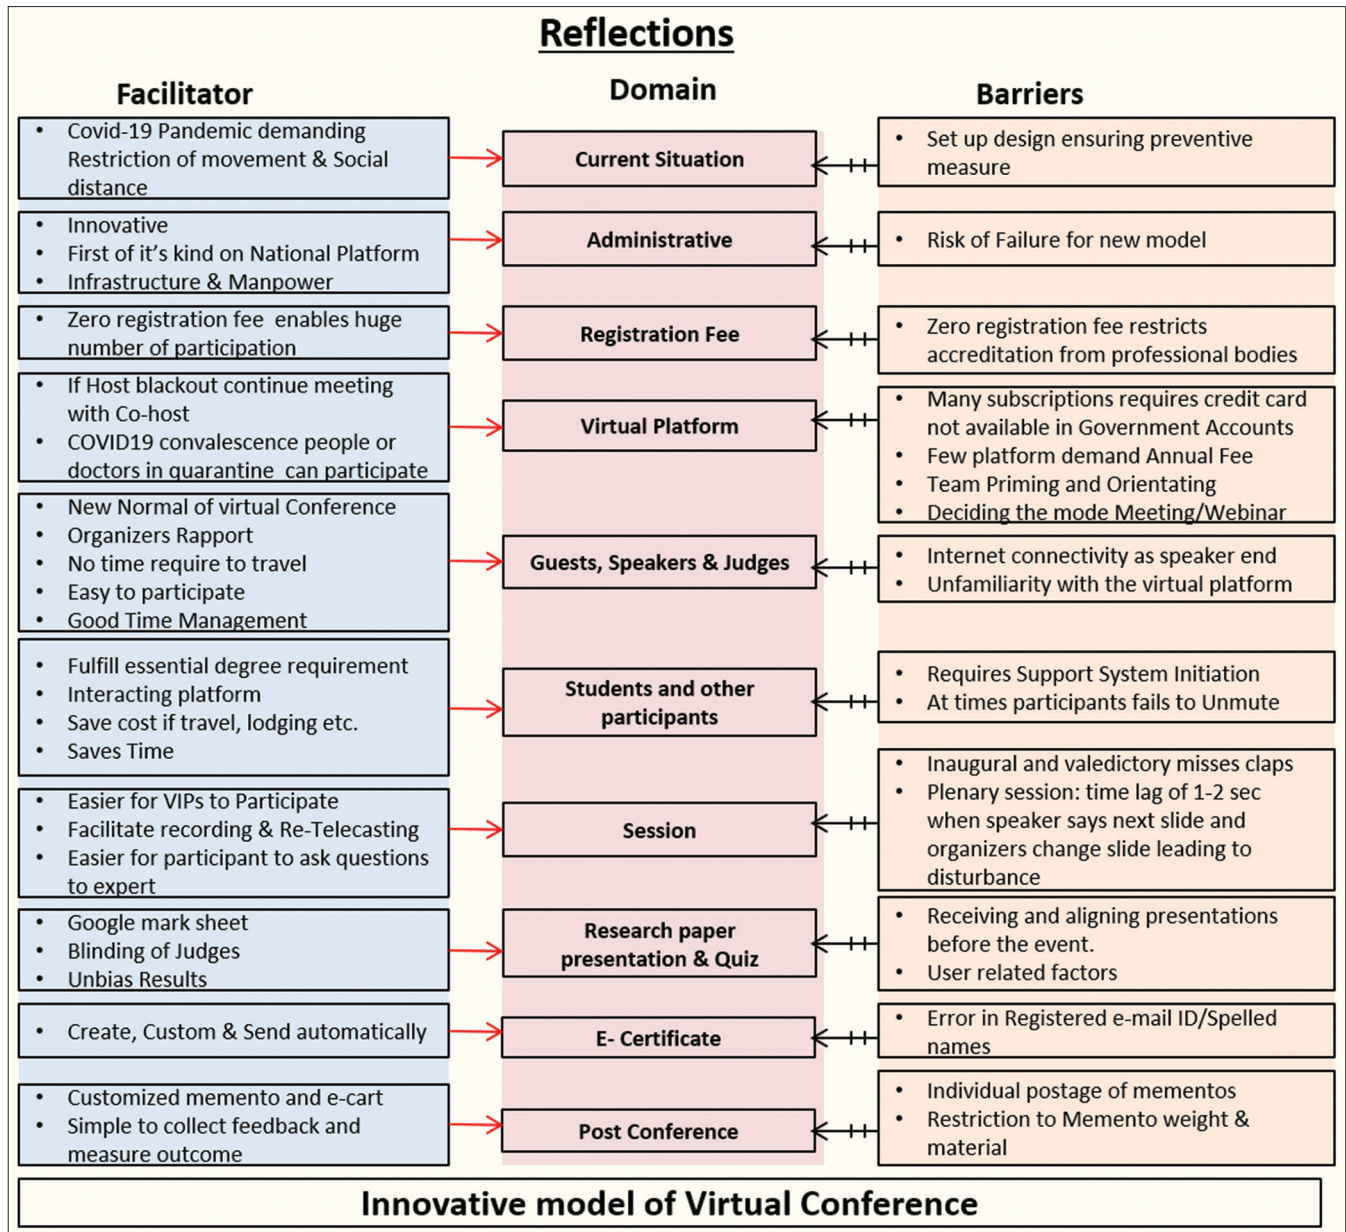 Reflections
Facilitator
Domain
Barriers
• Covid-19 Pandemic demanding
Restriction of movement & Social
distance
Current Situation
• Set up design ensuring preventive
measure
• Innovative
• First of it's kind on National Platform
• Infrastructure & Manpower
Administrative
• Risk of Failure for new model
• Zero registration fee enables huge
number of participation
Registration Fee
• Zero registration fee restricts
accreditation from professional bodies
• If Host blackout continue meeting
with Co-host
• COVID19 convalescence people or
doctors in quarantine can participate
Virtual Platform
• Many subscriptions requires credit card
not available in Government Accounts
• Few platform demand Annual Fee
• Team Priming and Orientating
• Deciding the mode Meeting/Webinar
• New Normal of virtual Conference
• Organizers Rapport
• No time require to travel
• Easy to participate
• Good Time Management
Guests, Speakers & Judges
• Internet connectivity as speaker end
• Unfamiliarity with the virtual platform
• Fulfill essential degree requirement
• Interacting platform
• Save cost if travel, lodging etc.
• Saves Time
Students and other
participants
• Requires Support System Initiation
• At times participants fails to Unmute
• Easier for VIPs to Participate
• Facilitate recording & Re-Telecasting
• Easier for participant to ask questions
to expert
Session
• Inaugural and valedictory misses claps
• Plenary session: time lag of 1-2 sec
when speaker says next slide and
organizers change slide leading to
disturbance
• Google mark sheet
• Blinding of Judges
• Unbias Results
Research paper
presentation & Quiz
• Receiving and aligning presentations
before the event.
• User related factors
• Create, Custom & Send automatically
E- Certificate
• Error in Registered e-mail ID/Spelled
names
• Customized memento and e-cart
• Simple to collect feedback and
measure outcome
Post Conference
• Individual postage of mementos
• Restriction to Memento weight &
material
Innovative model of Virtual Conference